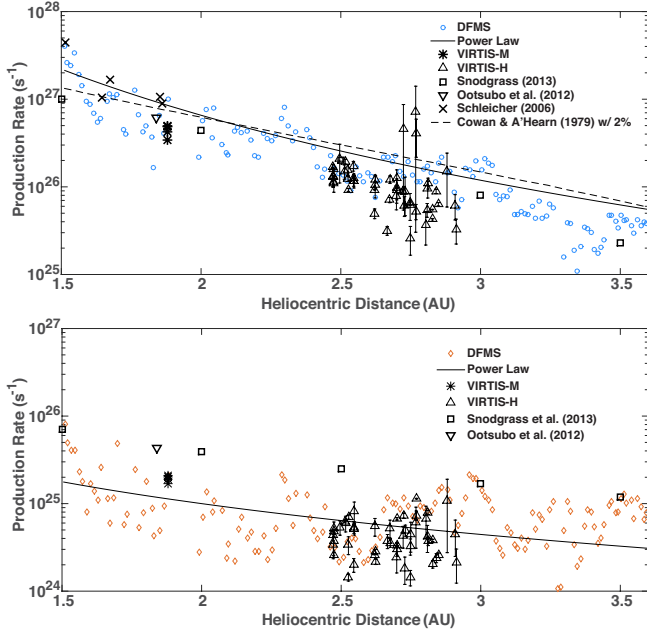 10^28
10^27
10^26
10^25
Production Rate (s^-1)
DFMS
Power Law
VIRTIS-M
VIRTIS-H
Snodgrass (2013)
Ootsubo et al. (2012)
Schleicher (2006)
Cowan & A'Hearn (1979) w/ 2%
1.5 2 2.5 3 3.5
Heliocentric Distance (AU)
10^27
10^26
10^25
10^24
Production Rate (s^-1)
DFMS
Power Law
VIRTIS-M
VIRTIS-H
Snodgrass et al. (2013)
Ootsubo et al. (2012)
1.5 2 2.5 3 3.5
Heliocentric Distance (AU)